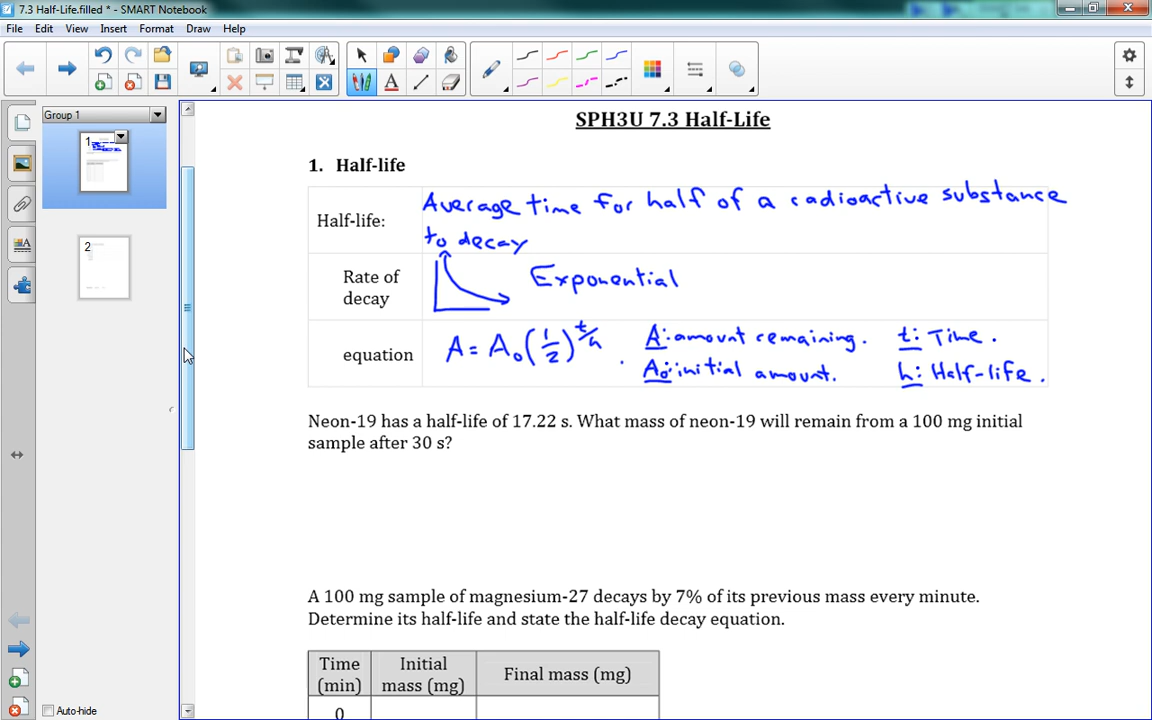 7.3 Half-Life.filled * - SMART Notebook
File Edit View Insert Format Draw Help
Group 1
1
2
Auto-hide
SPH3U 7.3 Half-Life
1. Half-life
Half-life:
Average time for half of a radioactive substance
to decay
Rate of
decay
Exponential
equation
A = A₀(1/2)^(t/h)
A: amount remaining.
t: Time.
A₀: initial amount.
h: Half-life.
Neon-19 has a half-life of 17.22 s. What mass of neon-19 will remain from a 100 mg initial
sample after 30 s?
A 100 mg sample of magnesium-27 decays by 7% of its previous mass every minute.
Determine its half-life and state the half-life decay equation.
Time
(min)
Initial
mass (mg)
Final mass (mg)
0